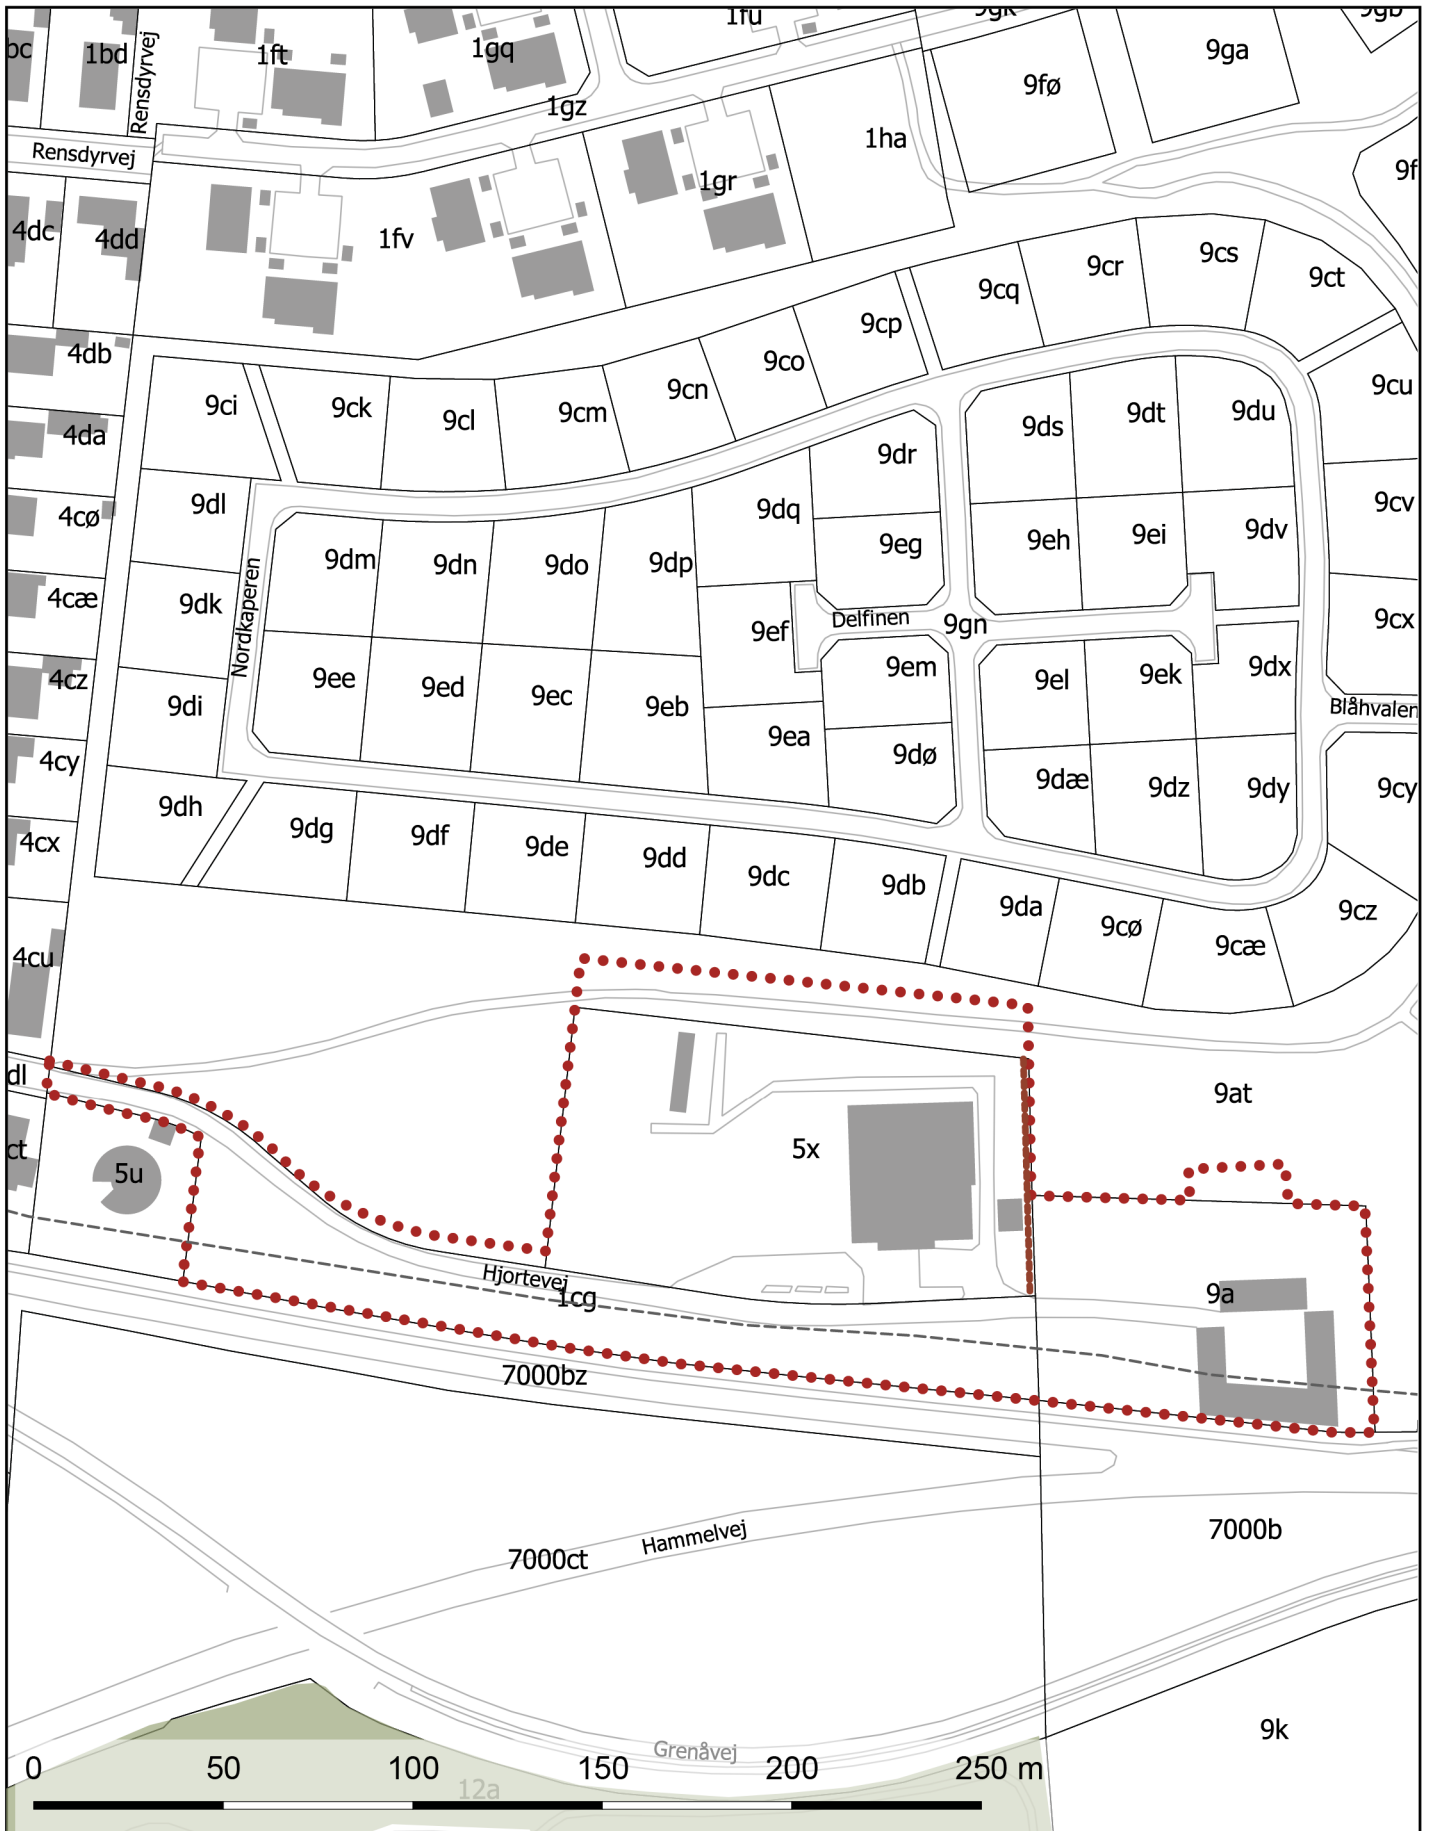 1fu
9gk
9gb
bc
1bd
Rensdyrvej
1ft
1gq
9ga
9fø
1gz
1ha
Rensdyrvej
9f
1gr
4dc
4dd
1fv
9cs
9cr
9ct
9cq
9cp
4db
9co
9cu
9cn
9ci
9ck
9cm
9cl
9ds
9dt
9du
4da
9dr
9dl
9dq
9cv
4cø
9dv
9eg
9eh
9ei
9dm
9dn
9do
9dp
4cæ
9dk
Nordkaperen
9ef
Delfinen
9gn
9cx
4cz
9ee
9ed
9ec
9em
9el
9ek
9dx
9di
9eb
Blåhvalen
9ea
4cy
9dø
9dæ
9dz
9dy
9cy
9dh
4cx
9dg
9df
9de
9dd
9dc
9db
9da
9cø
9cz
9cæ
4cu
dl
9at
ct
5u
5x
Hjortevej
1cg
9a
7000bz
Hammelvej
7000b
7000ct
9k
Grenåvej
0 50 100 150 200 250 m
12a